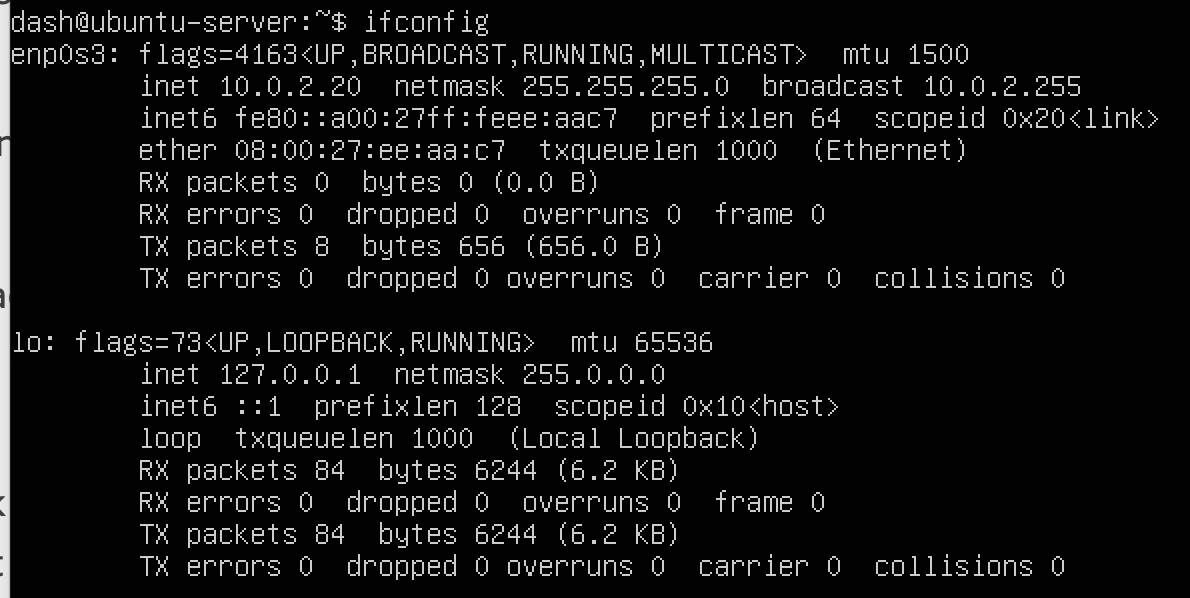 dash@ubuntu-server:~$ ifconfig
enp0s3: flags=4163<UP,BROADCAST,RUNNING,MULTICAST>  mtu 1500
        inet 10.0.2.20  netmask 255.255.255.0  broadcast 10.0.2.255
        inet6 fe80::a00:27ff:feee:aac7  prefixlen 64  scopeid 0x20<link>
        ether 08:00:27:ee:aa:c7  txqueuelen 1000  (Ethernet)
        RX packets 0  bytes 0 (0.0 B)
        RX errors 0  dropped 0  overruns 0  frame 0
        TX packets 8  bytes 656 (656.0 B)
        TX errors 0  dropped 0 overruns 0  carrier 0  collisions 0

lo: flags=73<UP,LOOPBACK,RUNNING>  mtu 65536
        inet 127.0.0.1  netmask 255.0.0.0
        inet6 ::1  prefixlen 128  scopeid 0x10<host>
        loop  txqueuelen 1000  (Local Loopback)
        RX packets 84  bytes 6244 (6.2 KB)
        RX errors 0  dropped 0  overruns 0  frame 0
        TX packets 84  bytes 6244 (6.2 KB)
        TX errors 0  dropped 0 overruns 0  carrier 0  collisions 0